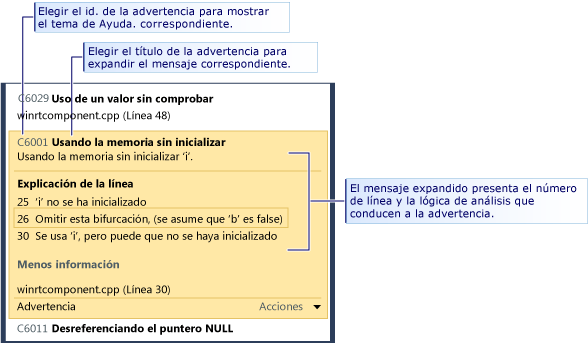 Elegir el id. de la advertencia para mostrar
el tema de Ayuda. correspondiente.
Elegir el título de la advertencia para
expandir el mensaje correspondiente.
C6029 Uso de un valor sin comprobar
winrtcomponent.cpp (Línea 48)
C6001 Usando la memoria sin inicializar
Usando la memoria sin inicializar 'i'.
Explicación de la línea
25 'i' no se ha inicializado
26 Omitir esta bifurcación, (se asume que 'b' es false)
30 Se usa 'i', pero puede que no se haya inicializado
El mensaje expandido presenta el número
de línea y la lógica de análisis que
conducen a la advertencia.
Menos información
winrtcomponent.cpp (Línea 30)
Advertencia Acciones
C6011 Desreferenciando el puntero NULL